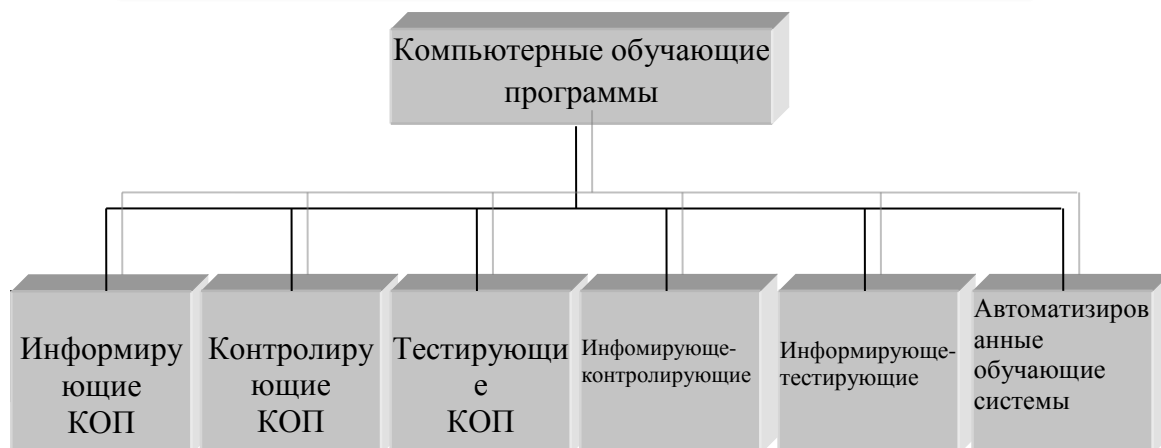 Компьютерные обучающие
программы
Информиру
ющие
КОП
Контролиру
ющие
КОП
Тестирующи
е
КОП
Инфомирующе-
контролирующие
Информирующе-
тестирующие
Автоматизиров
анные
обучающие
системы